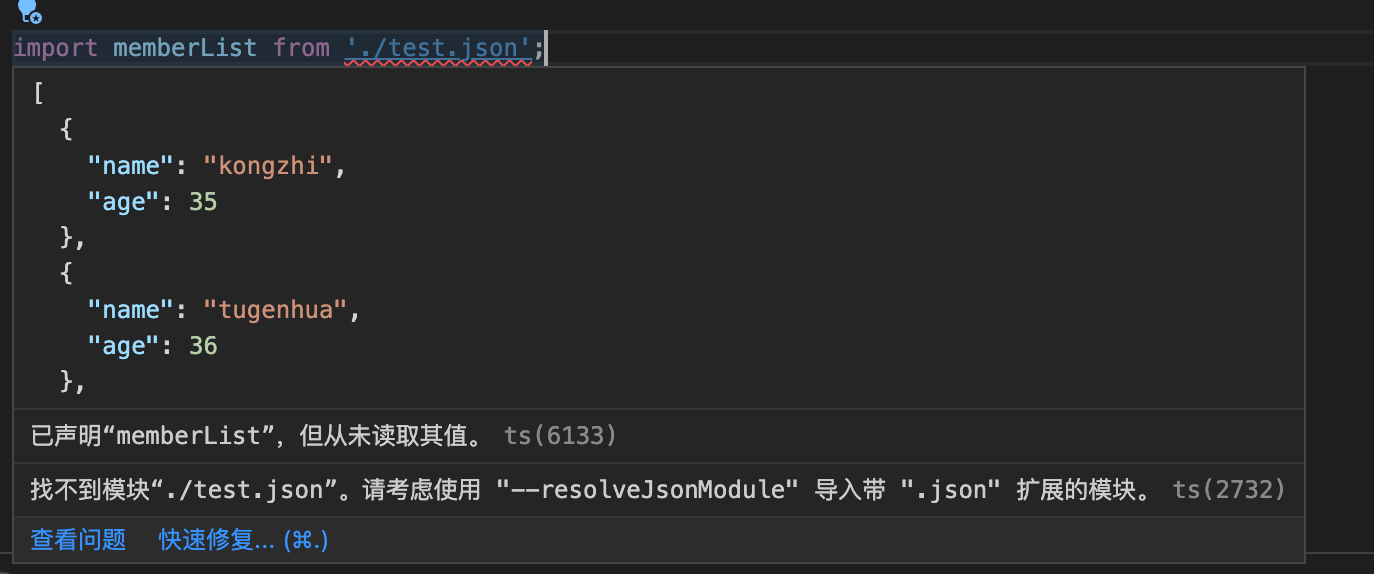 import memberList from './test.json';
[
  {
    "name": "kongzhi",
    "age": 35
  },
  {
    "name": "tugenhua",
    "age": 36
  },
已声明“memberList”，但从未读取其值。 ts(6133)
找不到模块“./test.json”。请考虑使用 "--resolveJsonModule" 导入带 ".json" 扩展的模块。 ts(2732)
查看问题 快速修复... (⌘.)